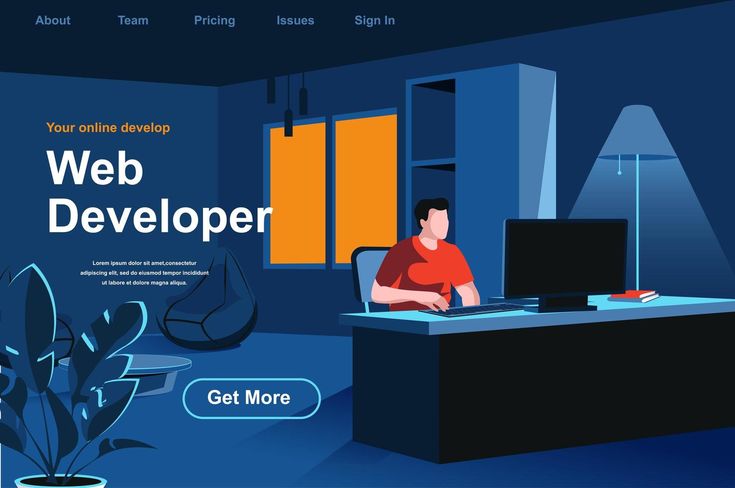 About Team Pricing Issues Sign In
Your online develop
Web
Developer
Lorem ipsum dolor sit amet,consectetur
adipiscing elit, sed do eiusmod tempor incididunt
ut labore et dolore magna aliqua.
Get More